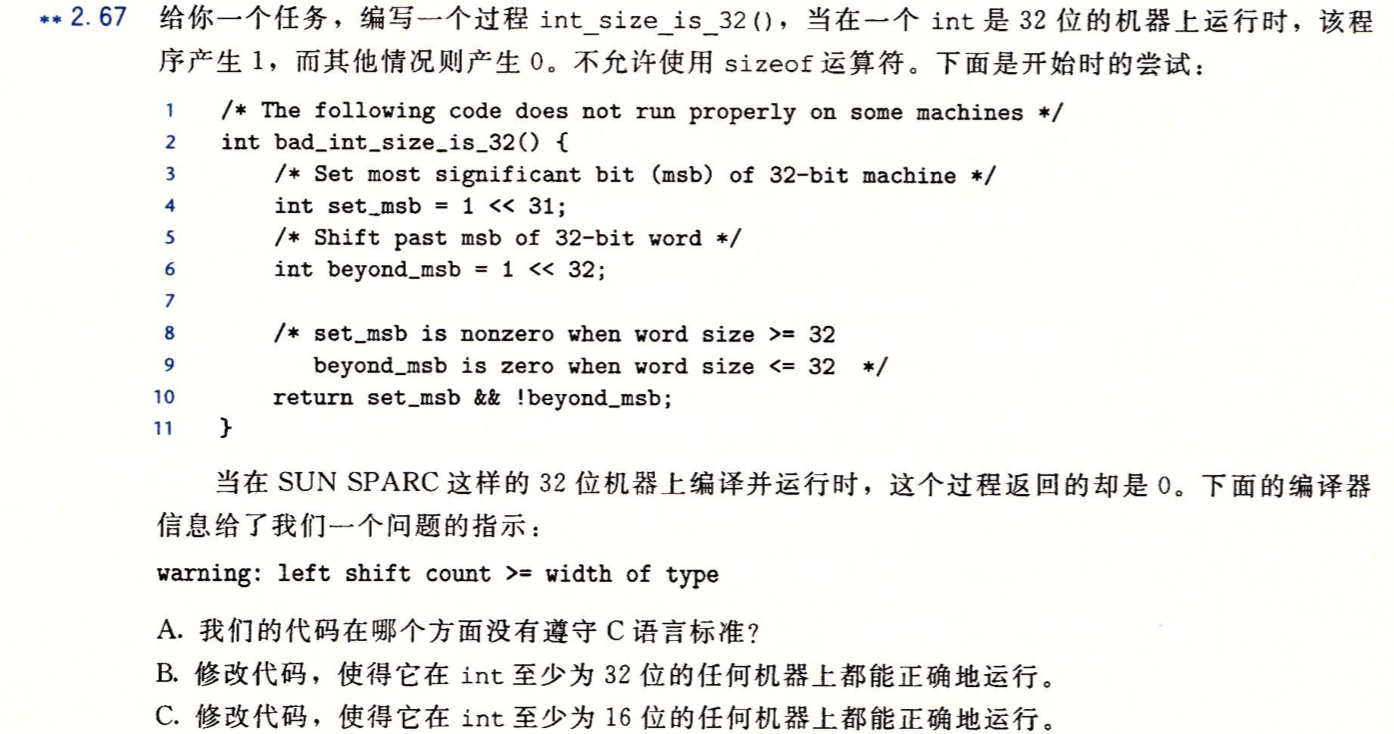 ** 2.67 给你一个任务，编写一个过程 int_size_is_32()，当在一个 int 是 32 位的机器上运行时，该程
序产生 1，而其他情况则产生 0。不允许使用 sizeof 运算符。下面是开始时的尝试：
1 /* The following code does not run properly on some machines */
2 int bad_int_size_is_32() {
3 /* Set most significant bit (msb) of 32-bit machine */
4 int set_msb = 1 << 31;
5 /* Shift past msb of 32-bit word */
6 int beyond_msb = 1 << 32;
7
8 /* set_msb is nonzero when word size >= 32
9 beyond_msb is zero when word size <= 32 */
10 return set_msb && !beyond_msb;
11 }
当在 SUN SPARC 这样的 32 位机器上编译并运行时，这个过程返回的却是 0。下面的编译器
信息给了我们一个问题的指示：
warning: left shift count >= width of type
A. 我们的代码在哪个方面没有遵守 C 语言标准？
B. 修改代码，使得它在 int 至少为 32 位的任何机器上都能正确地运行。
C. 修改代码，使得它在 int 至少为 16 位的任何机器上都能正确地运行。